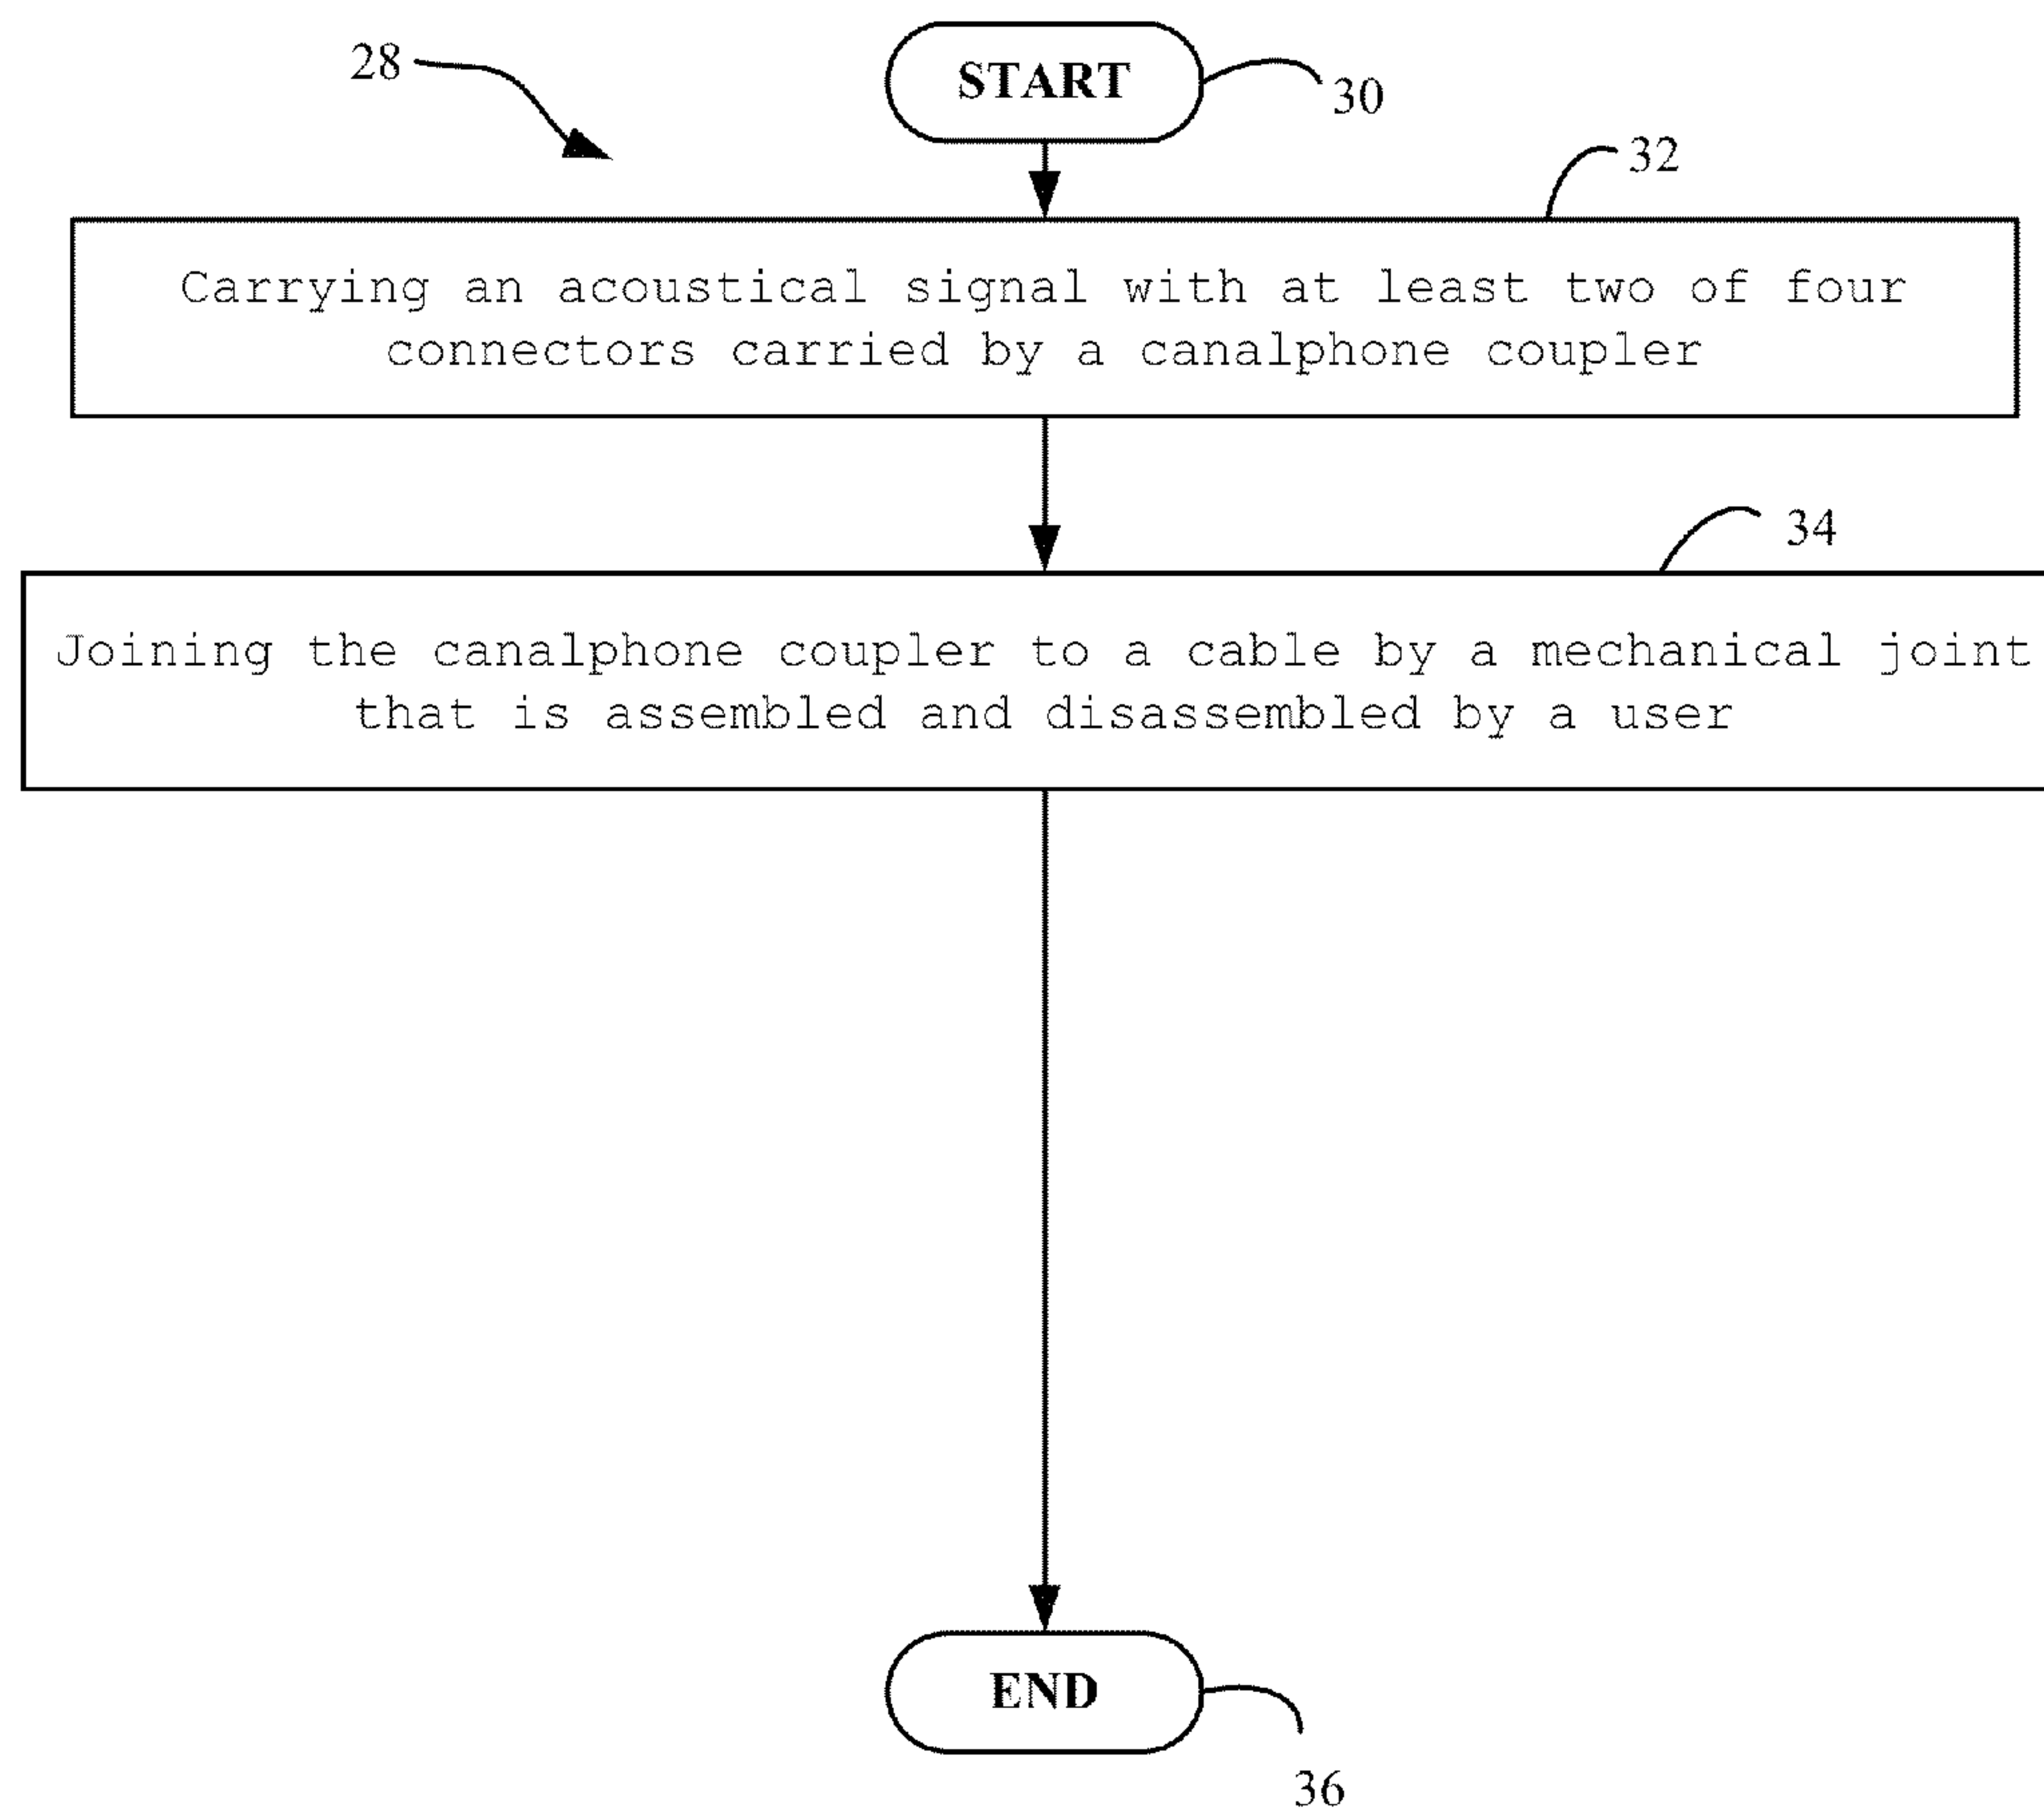 28
START
30
32
Carrying an acoustical signal with at least two of four
connectors carried by a canalphone coupler
34
Joining the canalphone coupler to a cable by a mechanical joint
that is assembled and disassembled by a user
END
36